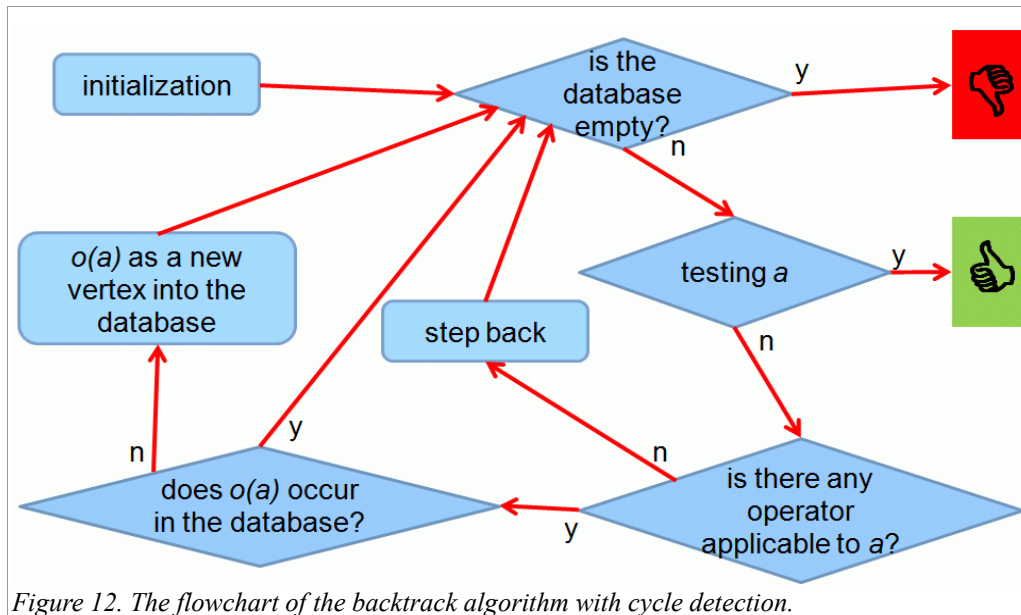 initialization
is the
database
empty?
y
n
o(a) as a new
vertex into the
database
testing a
y
step back
n
y
n
n
does o(a) occur
in the database?
y
is there any
operator
applicable to a?
Figure 12. The flowchart of the backtrack algorithm with cycle detection.